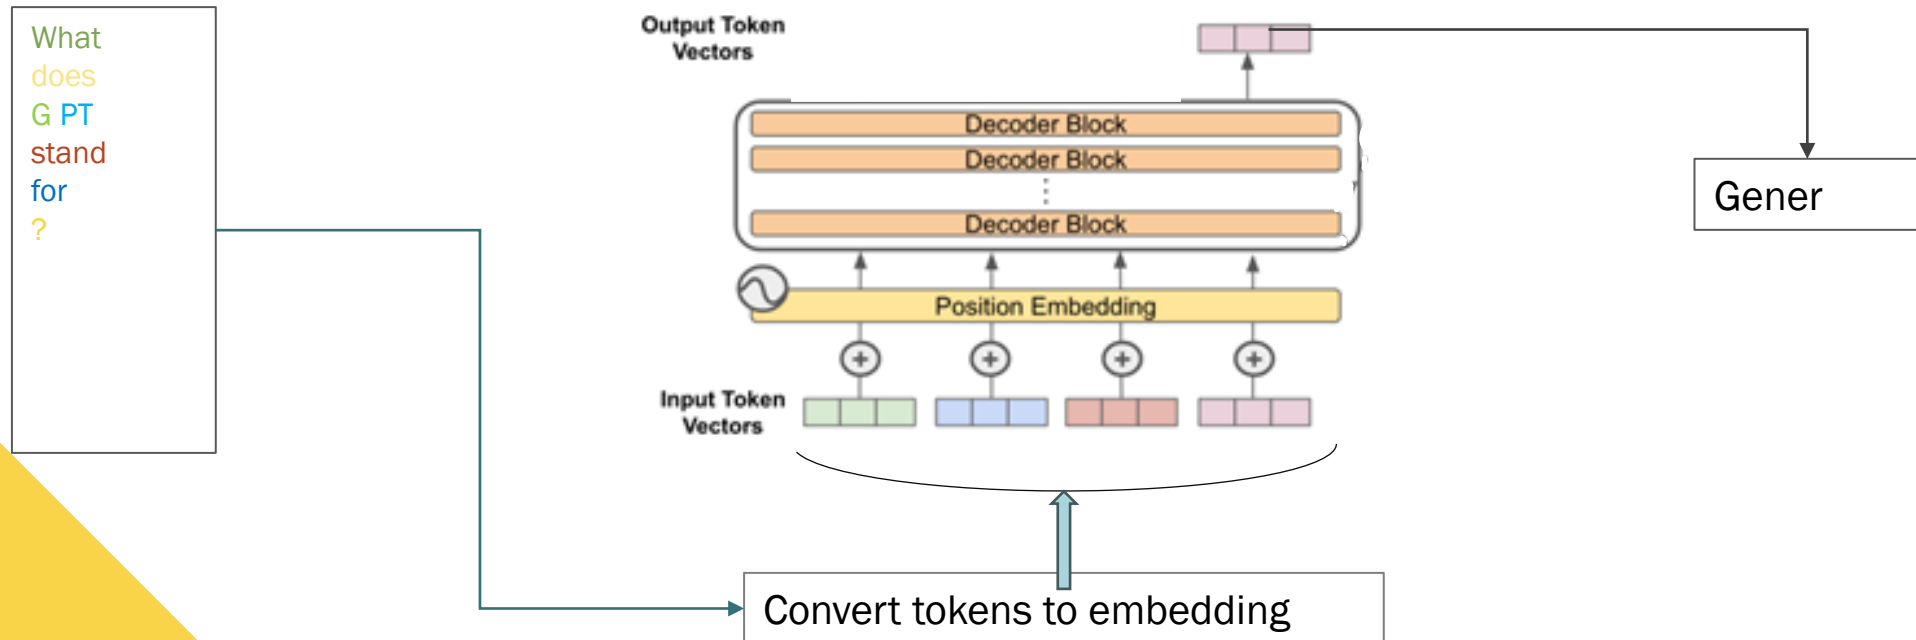 What
does
G PT
stand
for
?
Output Token
Vectors
Decoder Block
Decoder Block
Decoder Block
Position Embedding
Input Token
Vectors
Convert tokens to embedding
Gener